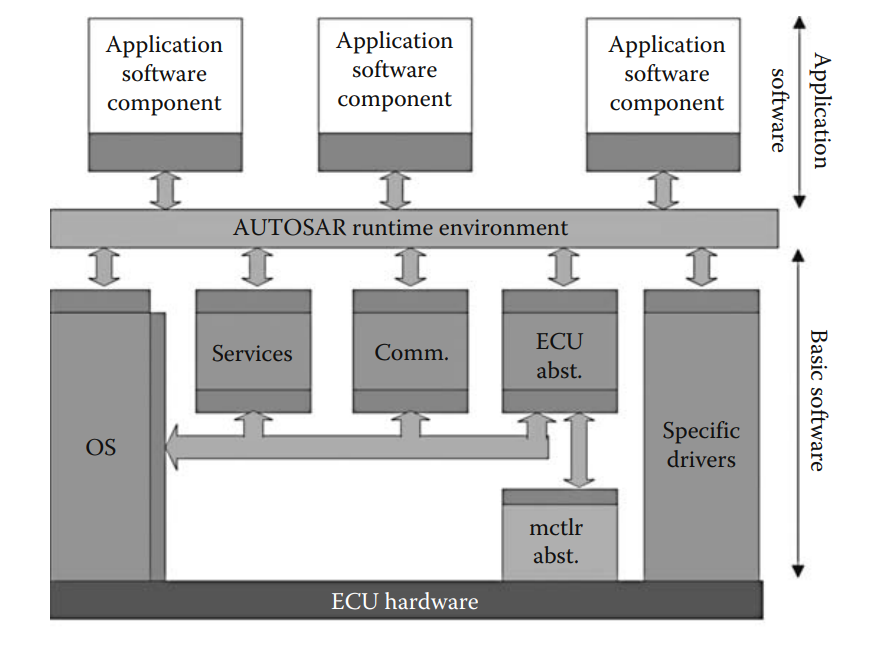 Application
software
component
Application
software
component
Application
software
component
Application
software
AUTOSAR runtime environment
OS
Services
Comm.
ECU
abst.
Specific
drivers
mctlr
abst.
Basic software
ECU hardware